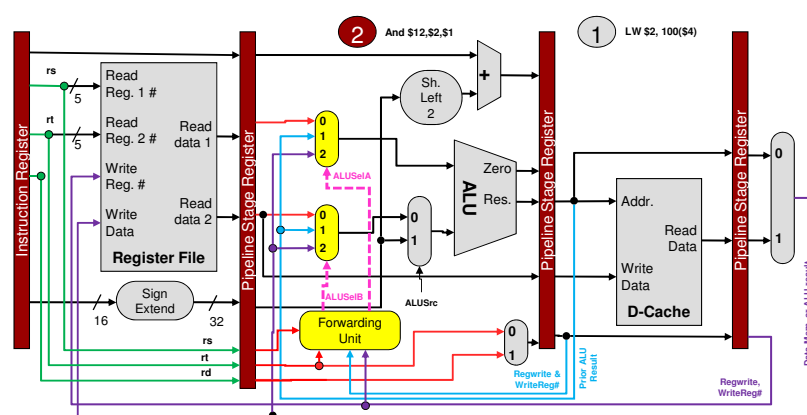 2
And $12,$2,$1
1
LW $2, 100($4)
Instruction Register
rs
5
rt
5
Read
Reg. 1 #
Read
Reg. 2 #
Write
Reg. #
Write
Data
Read
data 1
Read
data 2
Register File
Pipeline Stage Register
0
1
2
ALUSelA
0
1
2
ALUSelB
Sh.
Left
2
+
ALU
Zero
Res.
0
1
ALUSrc
Pipeline Stage Register
Addr.
Read
Data
Write
Data
D-Cache
Pipeline Stage Register
0
1
16
Sign
Extend
32
Forwarding
Unit
rs
rt
rd
0
1
Regwrite &
WriteReg#
Prior ALU
Result
Regwrite,
WriteReg#